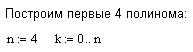 Построим первые 4 полинома:
n := 4 k := 0.. n